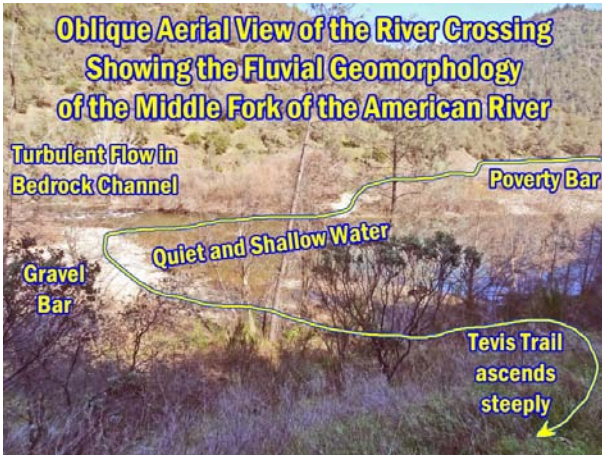 Oblique Aerial View of the River Crossing
Showing the Fluvial Geomorphology
of the Middle Fork of the American River
Turbulent Flow in
Bedrock Channel
Poverty Bar
Quiet and Shallow Water
Gravel
Bar
Tevis Trail
ascends
steeply